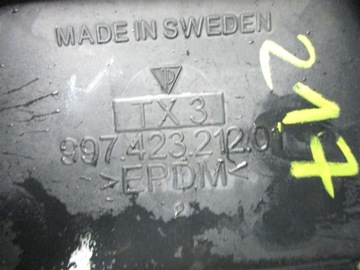 MADE IN SWEDEN
TX 3
997.423.212.01
>EPDM<
217